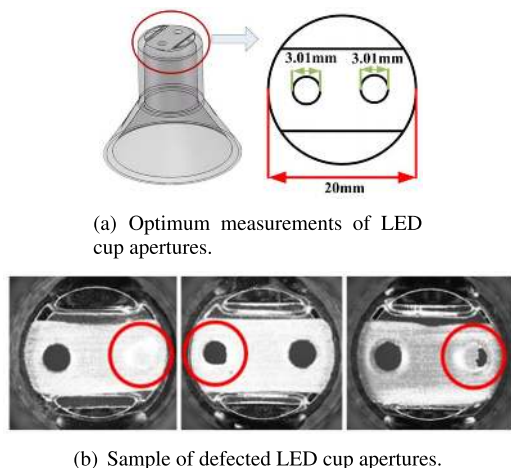 3.01mm 3.01mm
20mm
(a) Optimum measurements of LED
cup apertures.
(b) Sample of defected LED cup apertures.